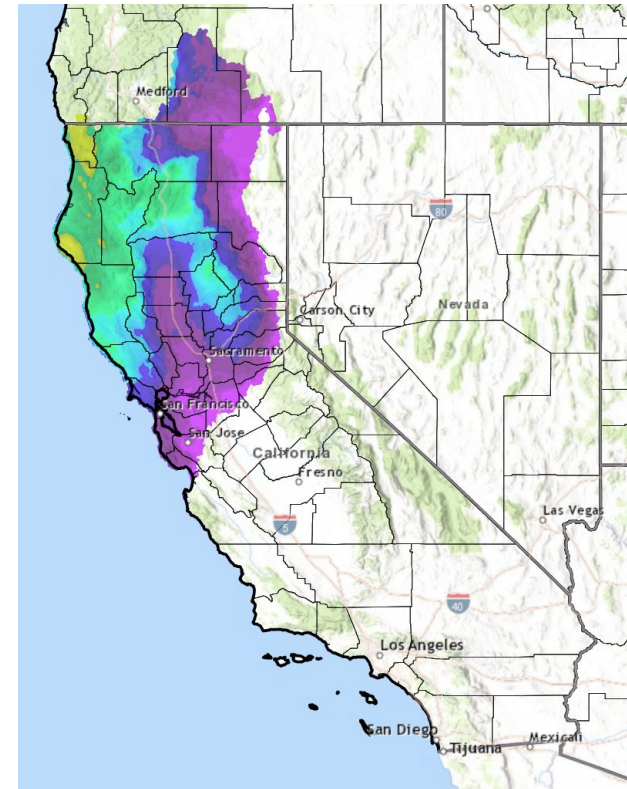 Medford
80
Carson City
Nevada
Sacramento
San Francisco
San Jose
California
Fresno
5
Las Vegas
40
Los Angeles
San Diego
Mexicali
Tijuana